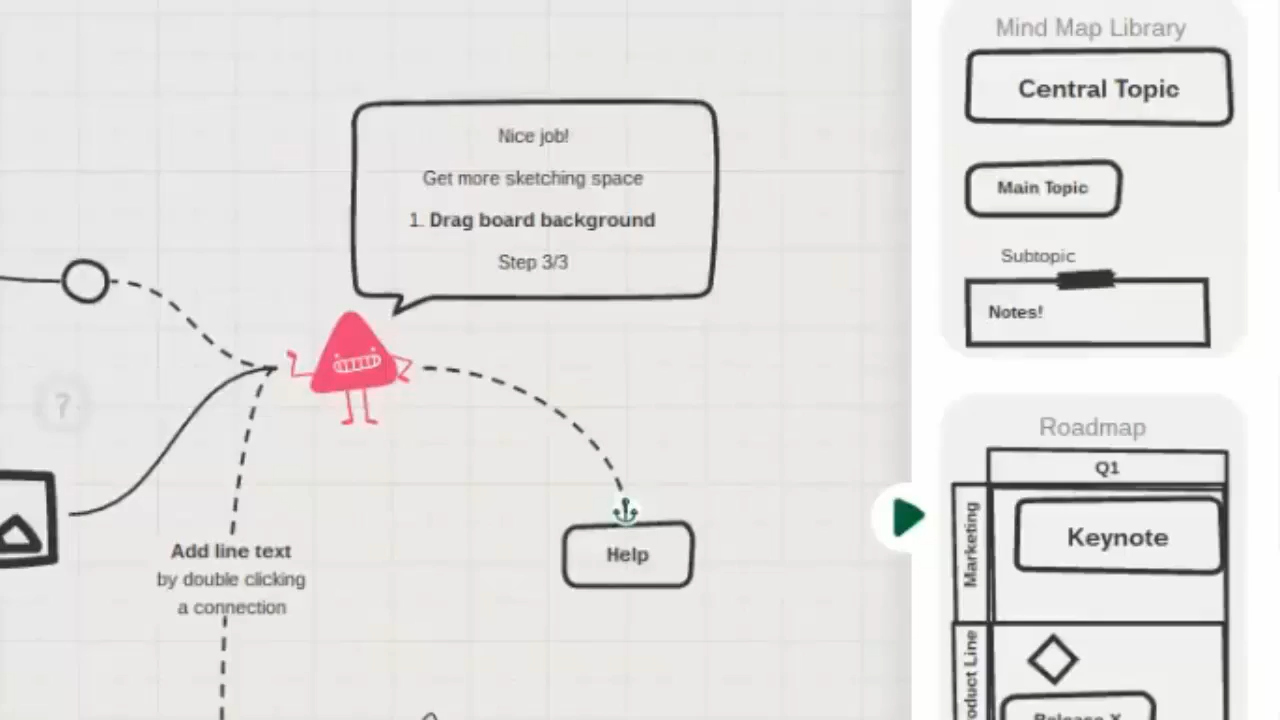 Nice job!
Get more sketching space
1. Drag board background
Step 3/3
?
Add line text
by double clicking
a connection
Help
Mind Map Library
Central Topic
Main Topic
Subtopic
Notes!
Roadmap
Q1
Marketing
Keynote
Release X